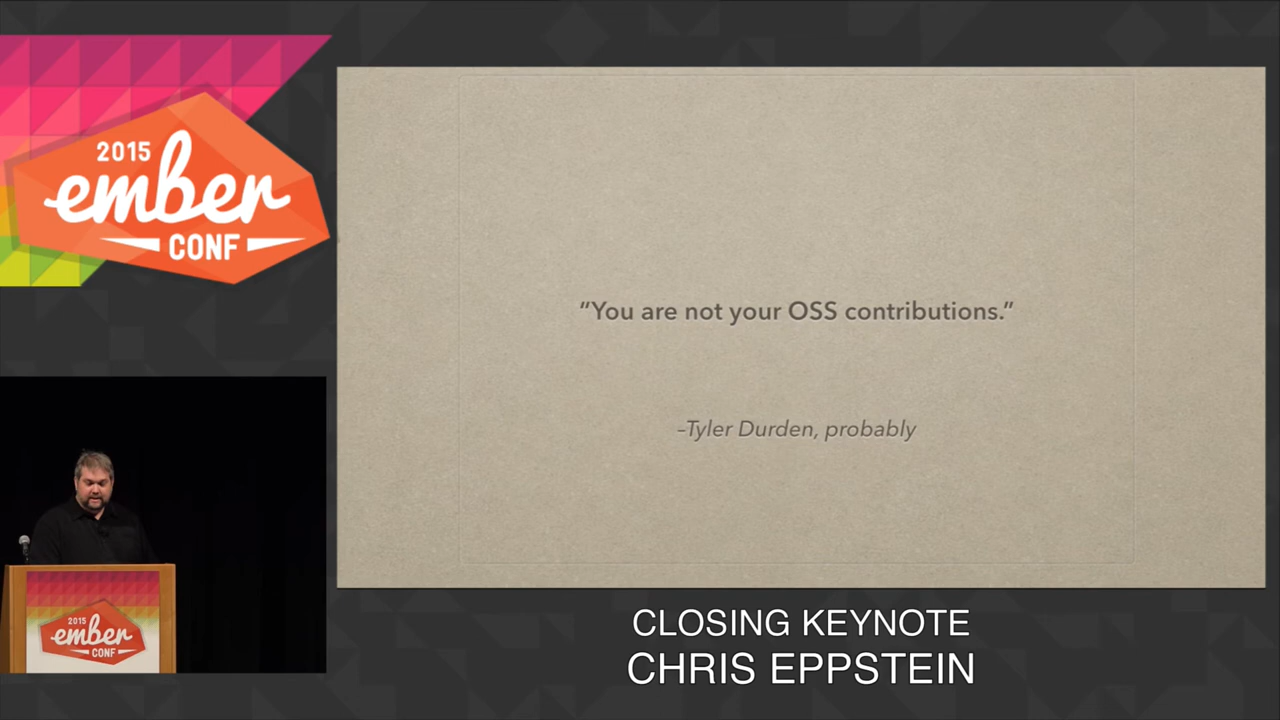 2015
ember
CONF
“You are not your OSS contributions.”
–Tyler Durden, probably
2015
ember
CONF
CLOSING KEYNOTE
CHRIS EPPSTEIN